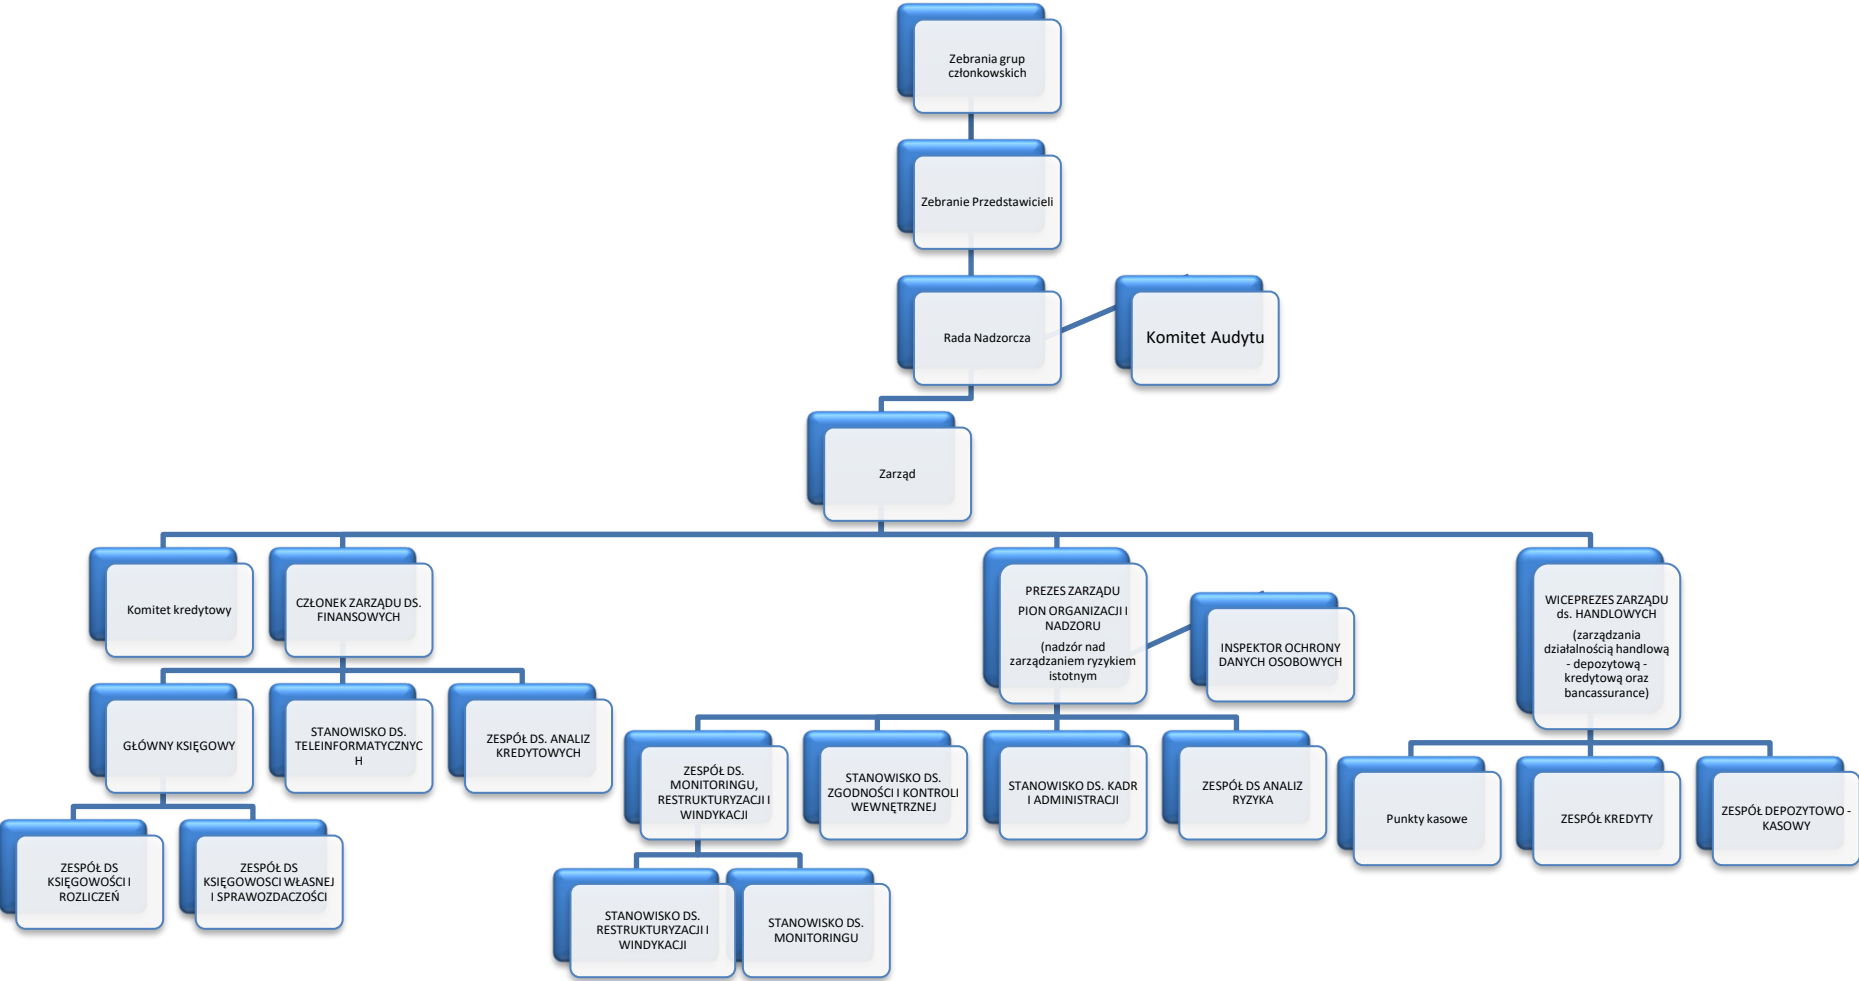 Zebrania grup
członkowskich
Zebranie Przedstawicieli
Rada Nadzorcza
Komitet Audytu
Zarząd
Komitet kredytowy
CZŁONEK ZARZĄDU DS.
FINANSOWYCH
PREZES ZARZĄDU
PION ORGANIZACJI I
NADZORU
(nadzór nad
zarządzaniem ryzykiem
istotnym
INSPEKTOR OCHRONY
DANYCH OSOBOWYCH
WICEPREZES ZARZĄDU
ds. HANDLOWYCH
(zarządzania
działalnością handlową
- depozytową -
kredytową oraz
bancassurance)
GŁÓWNY KSIĘGOWY
STANOWISKO DS.
TELEINFORMATYCZNYC
H
ZESPÓŁ DS. ANALIZ
KREDYTOWYCH
ZESPÓŁ DS.
MONITORINGU,
RESTRUKTURYZACJI I
WINDYKACJI
STANOWISKO DS.
ZGODNOŚCI I KONTROLI
WEWNĘTRZNEJ
STANOWISKO DS. KADR
I ADMINISTRACJI
ZESPÓŁ DS ANALIZ
RYZYKA
Punkty kasowe
ZESPÓŁ KREDYTY
ZESPÓŁ DEPOZYTOWO -
KASOWY
ZESPÓŁ DS
KSIĘGOWOŚCI I
ROZLICZEŃ
ZESPÓŁ DS
KSIĘGOWOSCI WŁASNEJ
I SPRAWOZDACZOŚCI
STANOWISKO DS.
RESTRUKTURYZACJI I
WINDYKACJI
STANOWISKO DS.
MONITORINGU